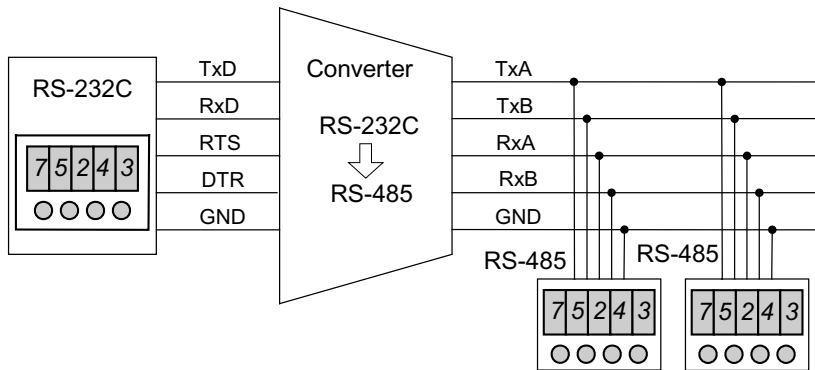 RS-232C
7 5 2 4 3
TxD
RxD
RTS
DTR
GND
Converter
RS-232C
RS-485
TxA
TxB
RxA
RxB
GND
RS-485
7 5 2 4 3
RS-485
7 5 2 4 3